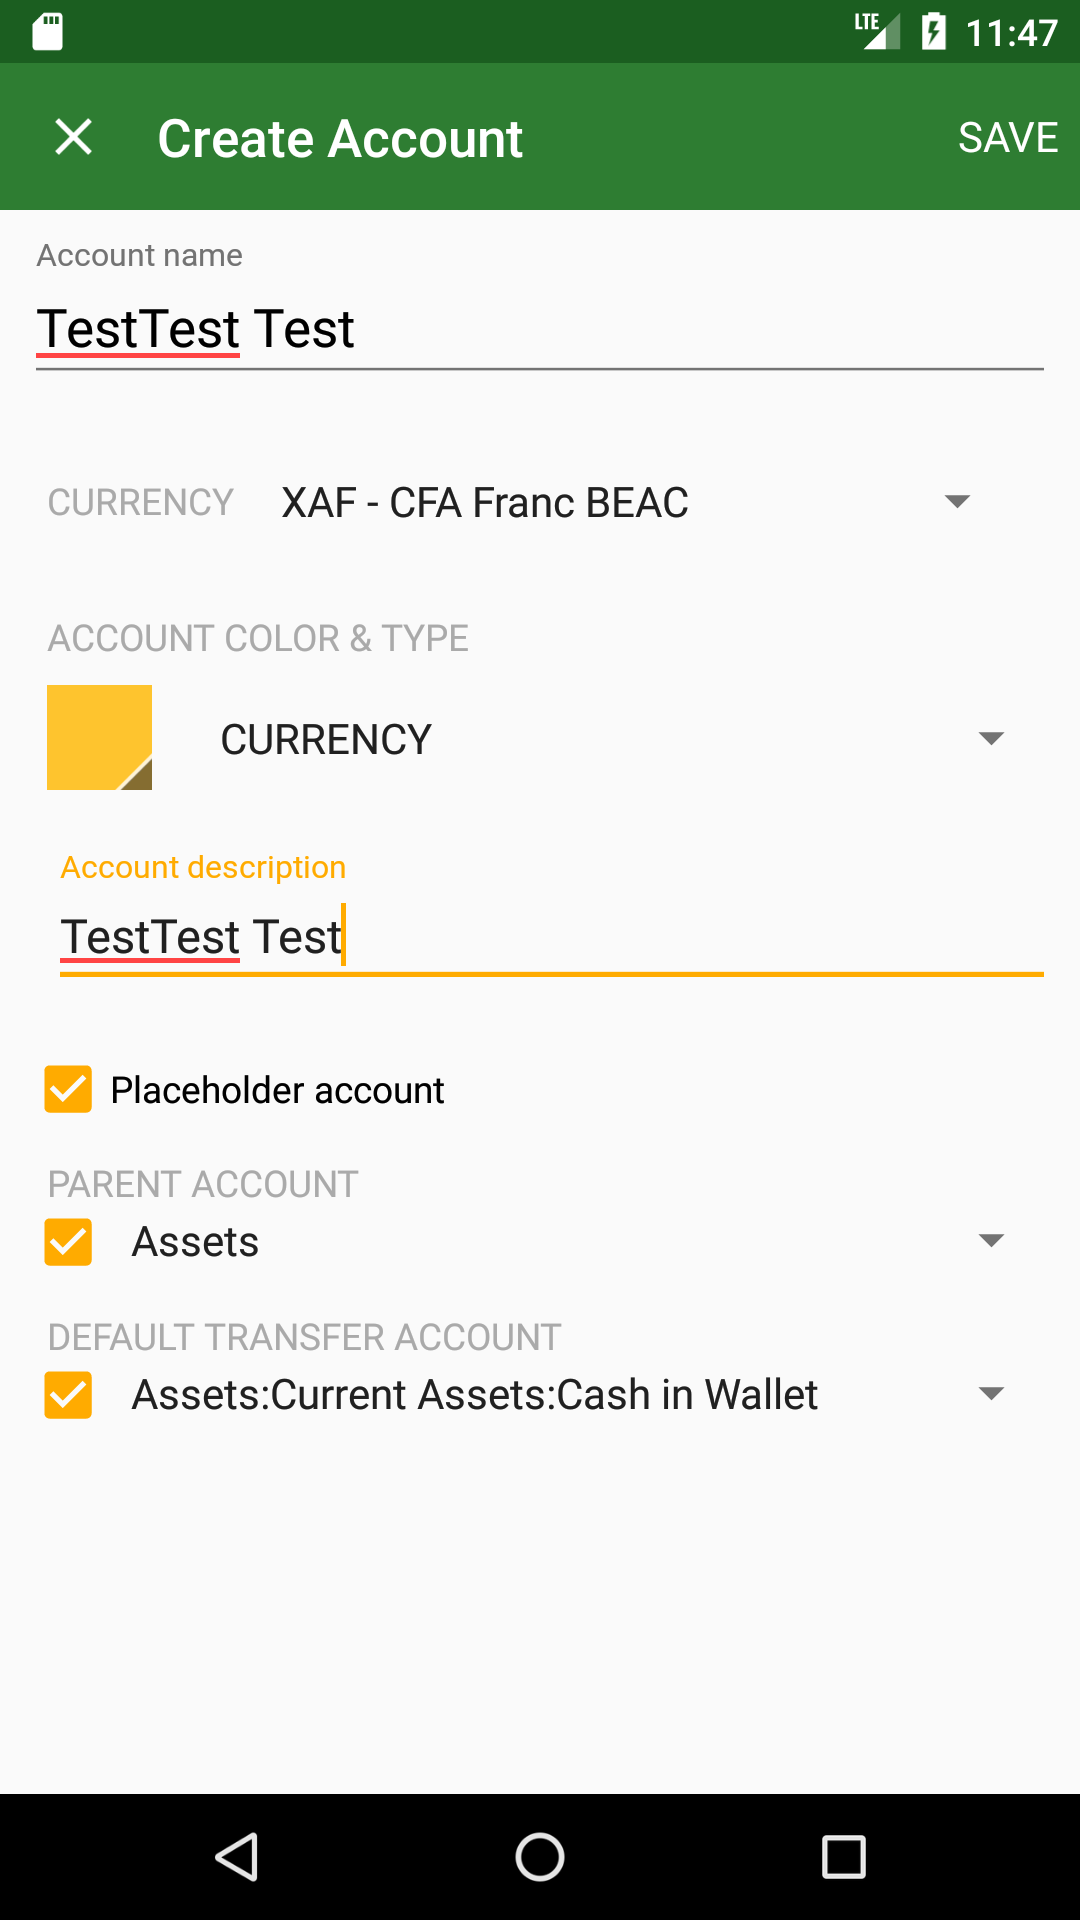 LTE 11:47
Create Account SAVE
Account name
TestTest Test
CURRENCY XAF - CFA Franc BEAC
ACCOUNT COLOR & TYPE
CURRENCY
Account description
TestTest Test
Placeholder account
PARENT ACCOUNT
Assets
DEFAULT TRANSFER ACCOUNT
Assets:Current Assets:Cash in Wallet